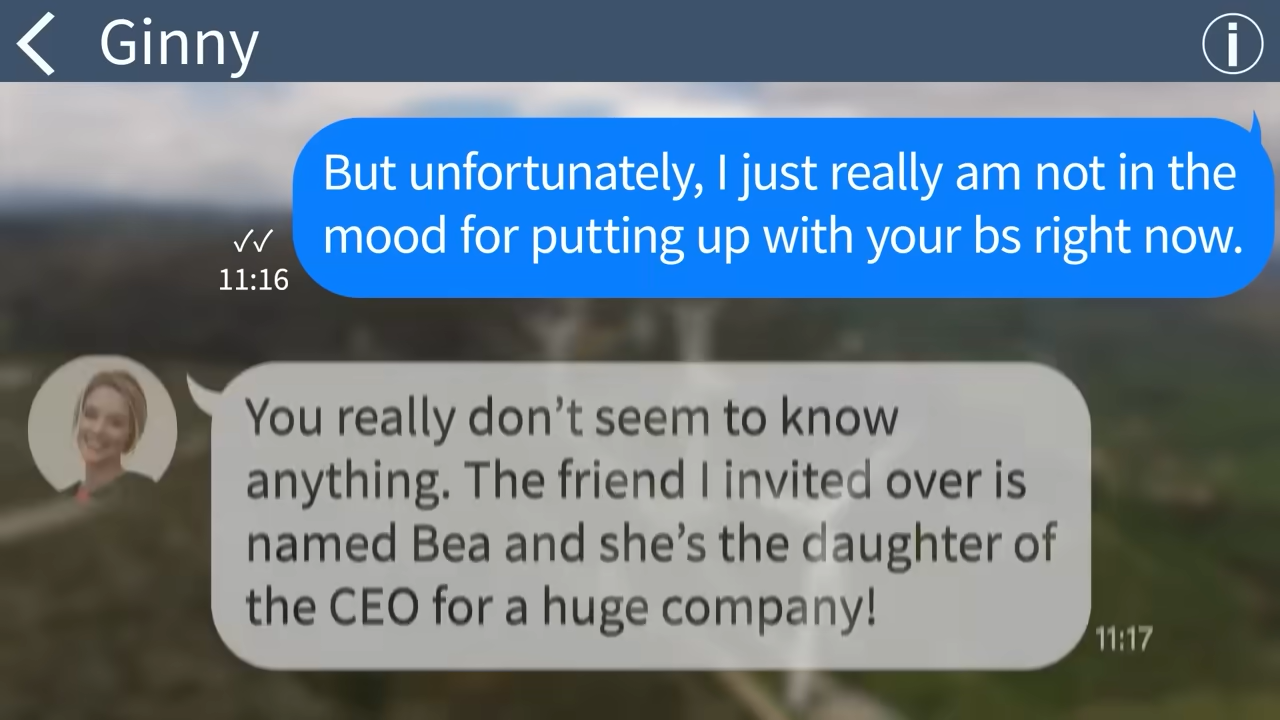 Ginny
But unfortunately, I just really am not in the
mood for putting up with your bs right now.
11:16
You really don’t seem to know
anything. The friend I invited over is
named Bea and she’s the daughter of
the CEO for a huge company!
11:17